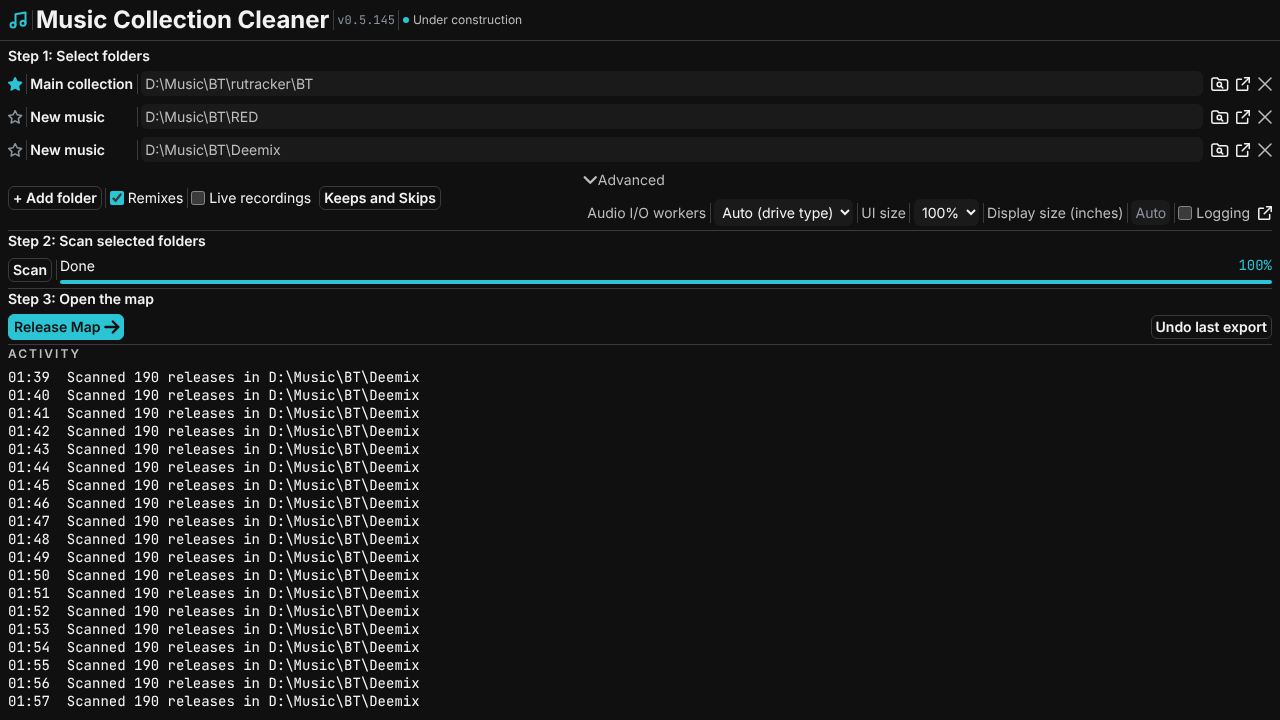 Music Collection Cleaner v0.5.145 Under construction
Step 1: Select folders
Main collection D:\Music\BT\rutracker\BT
New music D:\Music\BT\RED
New music D:\Music\BT\Deemix
Advanced
+ Add folder Remixes Live recordings Keeps and Skips
Audio I/O workers Auto (drive type) UI size 100% Display size (inches) Auto Logging
Step 2: Scan selected folders
Scan Done 100%
Step 3: Open the map
Release Map Undo last export
ACTIVITY
01:39 Scanned 190 releases in D:\Music\BT\Deemix
01:40 Scanned 190 releases in D:\Music\BT\Deemix
01:41 Scanned 190 releases in D:\Music\BT\Deemix
01:42 Scanned 190 releases in D:\Music\BT\Deemix
01:43 Scanned 190 releases in D:\Music\BT\Deemix
01:44 Scanned 190 releases in D:\Music\BT\Deemix
01:45 Scanned 190 releases in D:\Music\BT\Deemix
01:46 Scanned 190 releases in D:\Music\BT\Deemix
01:47 Scanned 190 releases in D:\Music\BT\Deemix
01:48 Scanned 190 releases in D:\Music\BT\Deemix
01:49 Scanned 190 releases in D:\Music\BT\Deemix
01:50 Scanned 190 releases in D:\Music\BT\Deemix
01:51 Scanned 190 releases in D:\Music\BT\Deemix
01:52 Scanned 190 releases in D:\Music\BT\Deemix
01:53 Scanned 190 releases in D:\Music\BT\Deemix
01:54 Scanned 190 releases in D:\Music\BT\Deemix
01:55 Scanned 190 releases in D:\Music\BT\Deemix
01:56 Scanned 190 releases in D:\Music\BT\Deemix
01:57 Scanned 190 releases in D:\Music\BT\Deemix